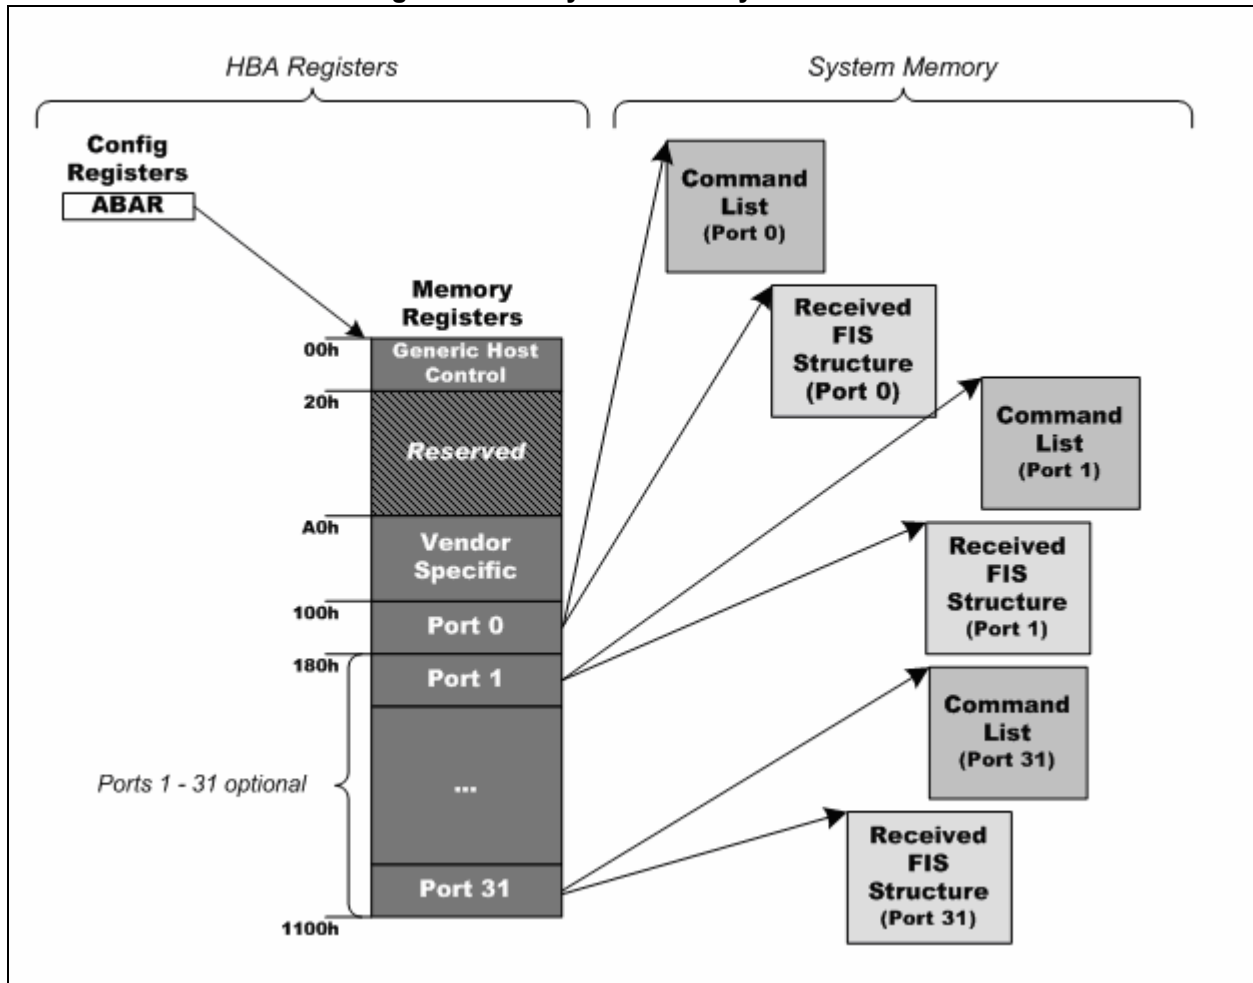 HBA Registers
System Memory
Config
Registers
ABAR
Memory
Registers
00h
Generic Host
Control
20h
Reserved
A0h
Vendor
Specific
100h
Port 0
180h
Port 1
Ports 1 - 31 optional
...
Port 31
1100h
Command
List
(Port 0)
Received
FIS
Structure
(Port 0)
Command
List
(Port 1)
Received
FIS
Structure
(Port 1)
Command
List
(Port 31)
Received
FIS
Structure
(Port 31)